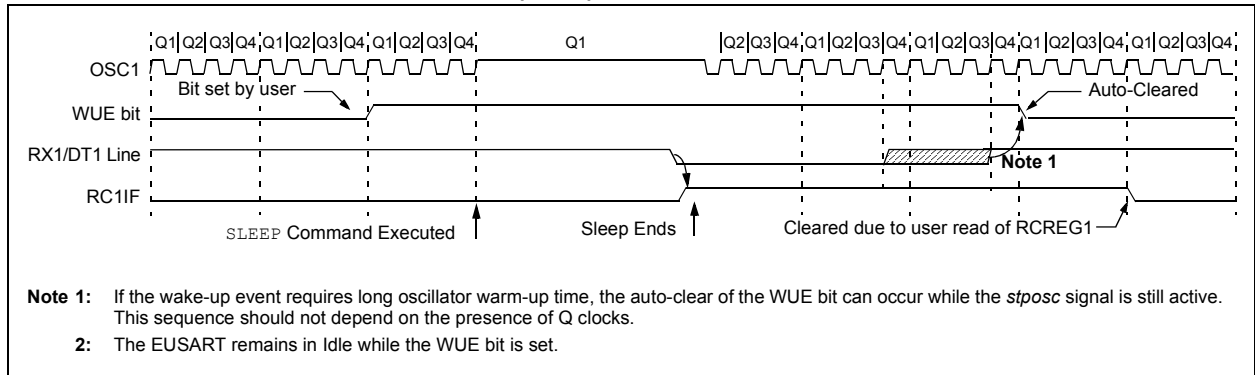 Q1 Q2 Q3 Q4 Q1 Q2 Q3 Q4 Q1 Q2 Q3 Q4 Q1 Q2 Q3 Q4 Q1 Q2 Q3 Q4 Q1 Q2 Q3 Q4 Q1 Q2 Q3 Q4
OSC1
Bit set by user
Auto-Cleared
WUE bit
RX1/DT1 Line
Note 1
RC1IF
SLEEP Command Executed
Sleep Ends
Cleared due to user read of RCREG1
Note 1: If the wake-up event requires long oscillator warm-up time, the auto-clear of the WUE bit can occur while the stposc signal is still active.
This sequence should not depend on the presence of Q clocks.
2: The EUSART remains in Idle while the WUE bit is set.